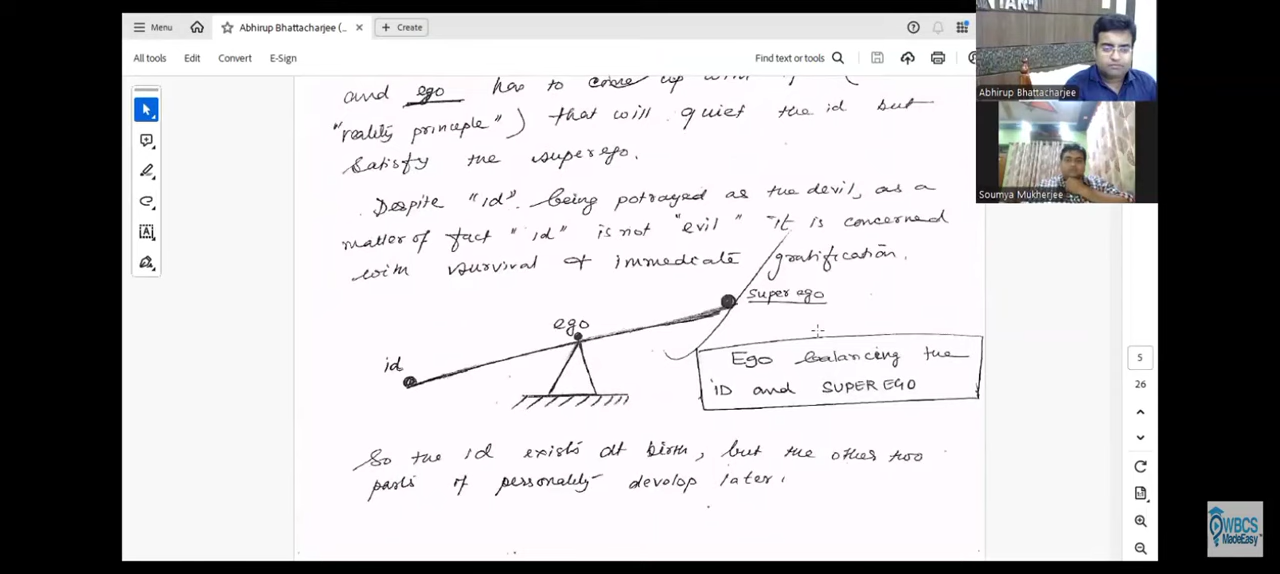 Menu
Abhirup Bhattacharjee (...
Create
All tools
Edit
Convert
E-Sign
Find text or tools
Abhirup Bhattacharjee
Soumya Mukherjee
and ego has to come up with
"reality principle") that will quiet the id but
satisfy the superego.
Despite "id" being potrayed as the devil, as a
matter of fact "id" is not "evil" it is concerned
with survival & immediate gratification.
Super ego
ego
id
Ego balancing the
ID and SUPER EGO
So the id exists at birth, but the other two
parts of personality develop later.
5
26
WBCS
MadeEasy